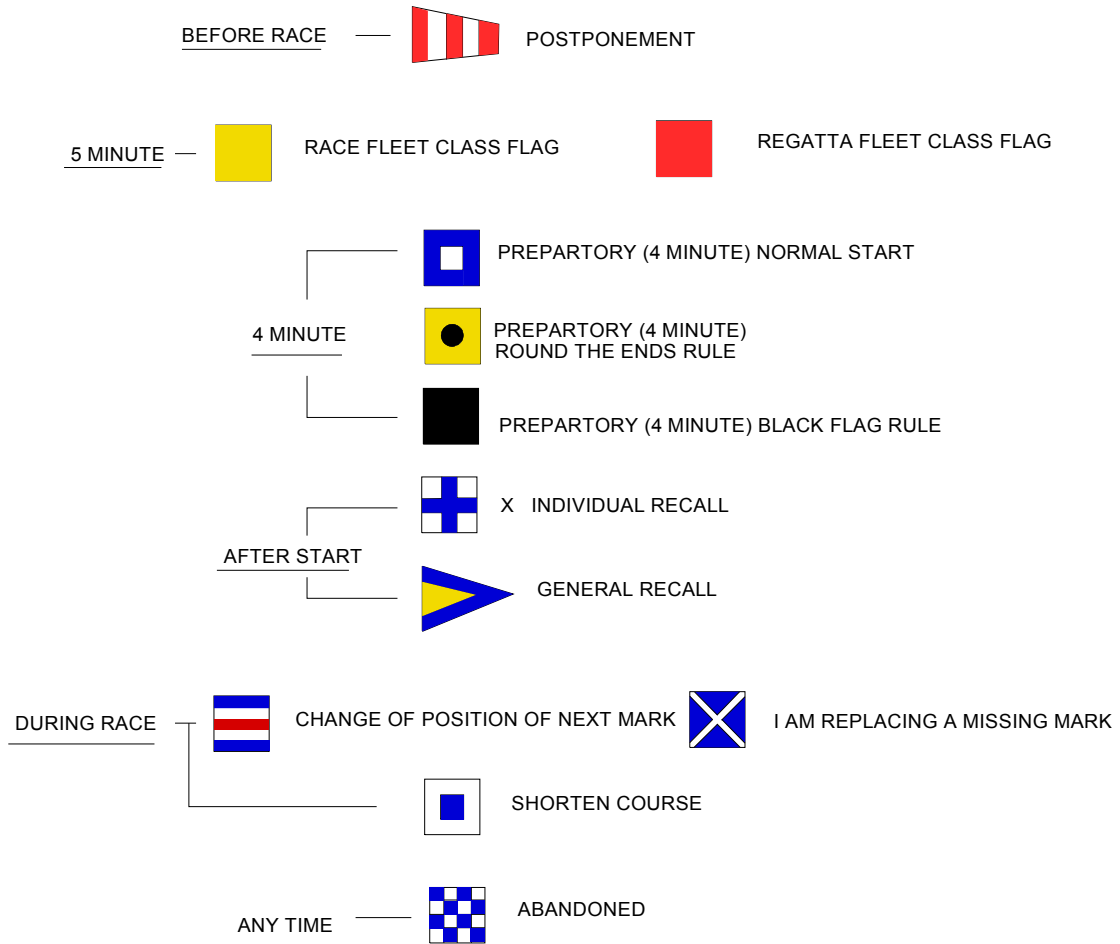 BEFORE RACE
POSTPONEMENT
5 MINUTE
RACE FLEET CLASS FLAG
REGATTA FLEET CLASS FLAG
PREPARTORY (4 MINUTE) NORMAL START
4 MINUTE
PREPARTORY (4 MINUTE)
ROUND THE ENDS RULE
PREPARTORY (4 MINUTE) BLACK FLAG RULE
X INDIVIDUAL RECALL
AFTER START
GENERAL RECALL
DURING RACE
CHANGE OF POSITION OF NEXT MARK
I AM REPLACING A MISSING MARK
SHORTEN COURSE
ANY TIME
ABANDONED